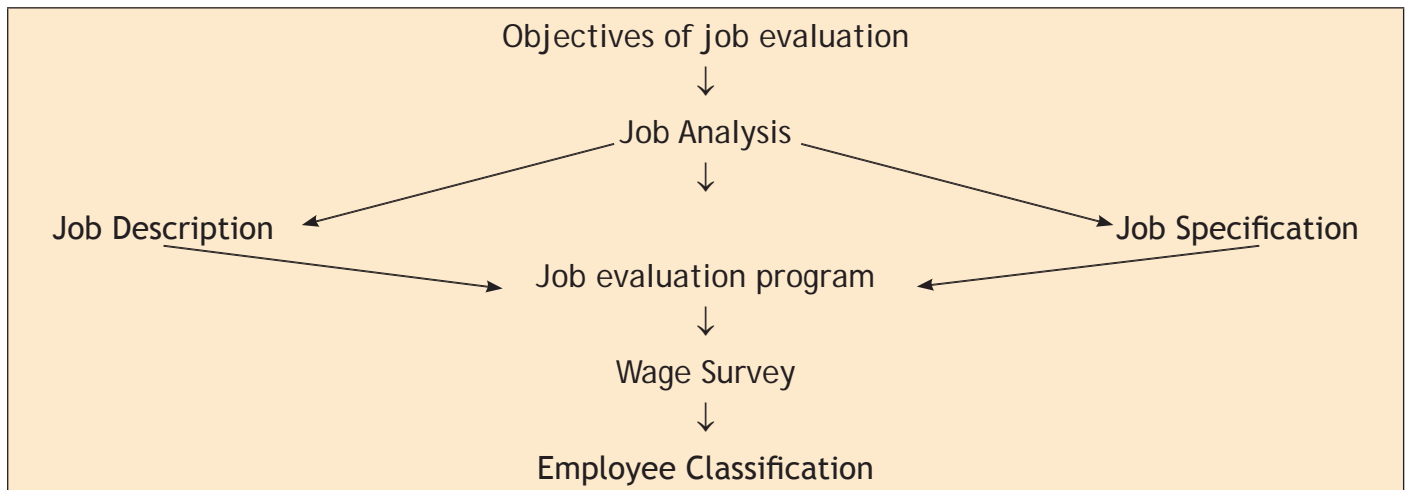 Objectives of job evaluation
↓
Job Analysis
↓
Job Description
Job Specification
Job evaluation program
↓
Wage Survey
↓
Employee Classification